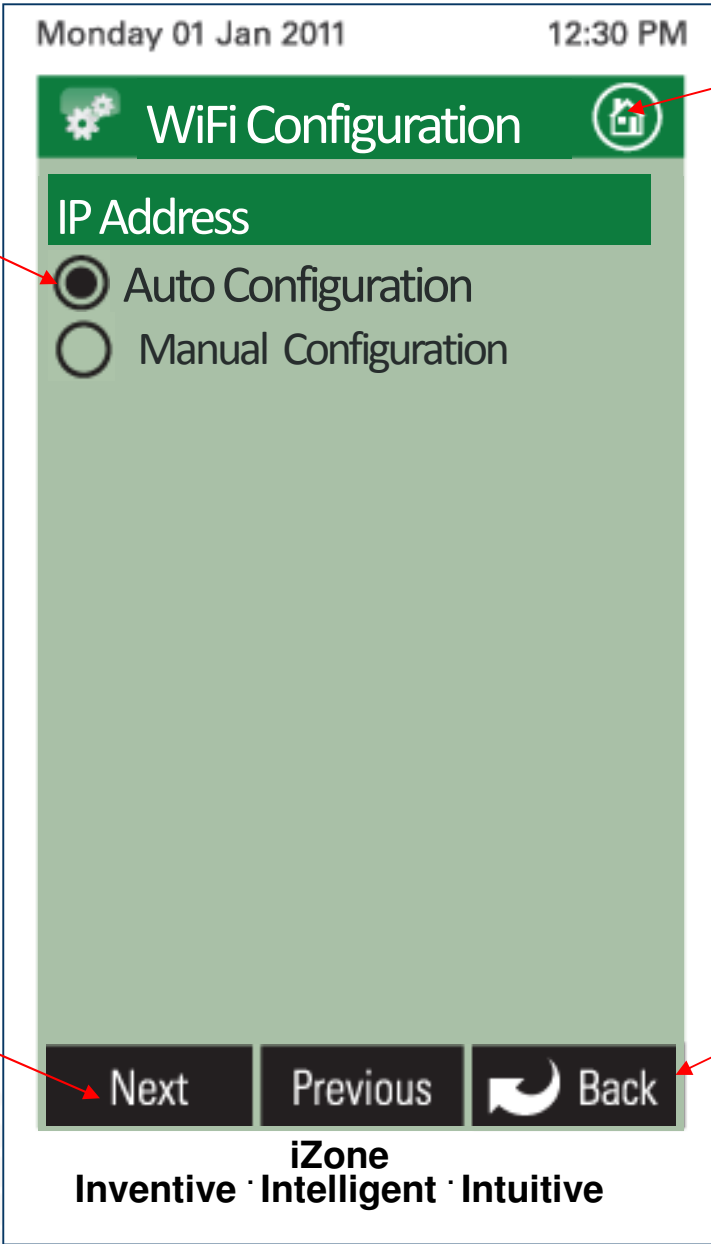 Monday 01 Jan 2011 12:30 PM
WiFi Configuration
IP Address
Auto Configuration
Manual Configuration
Next Previous Back
iZone
Inventive · Intelligent · Intuitive